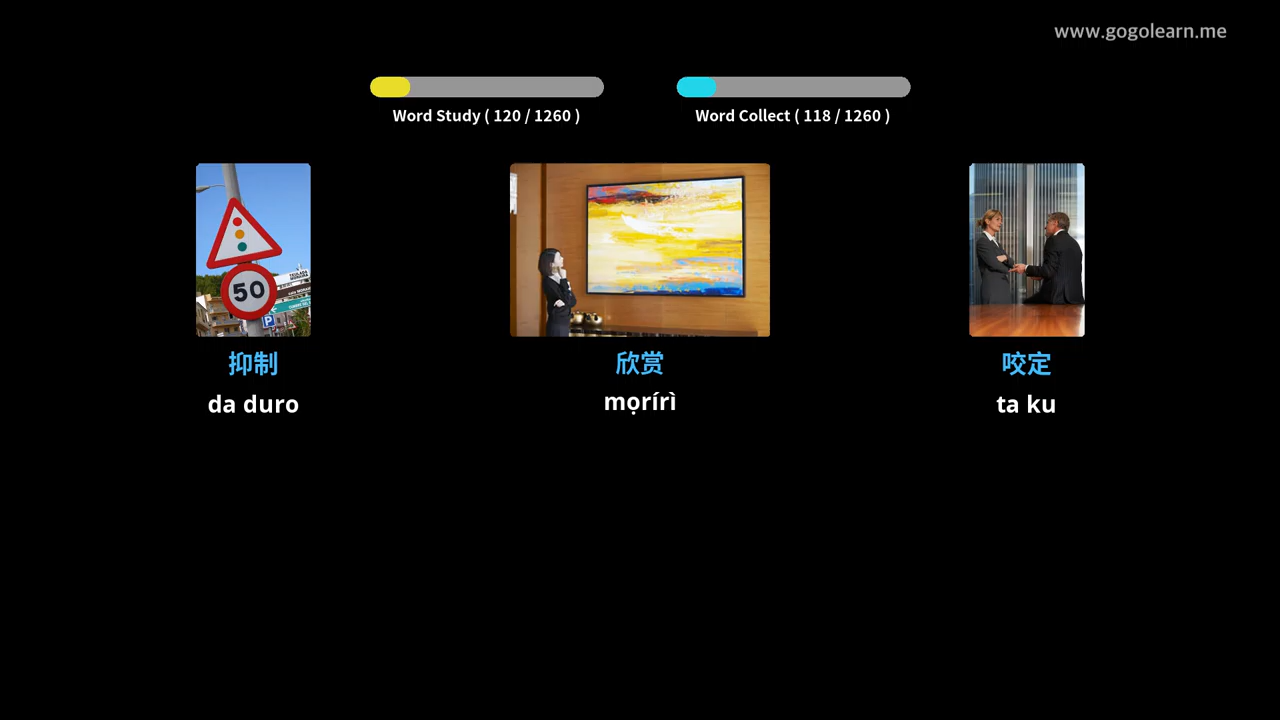 www.gogolearn.me
Word Study ( 120 / 1260 )
Word Collect ( 118 / 1260 )
50
P
抑制
欣赏
咬定
da duro
mọrírì
ta ku